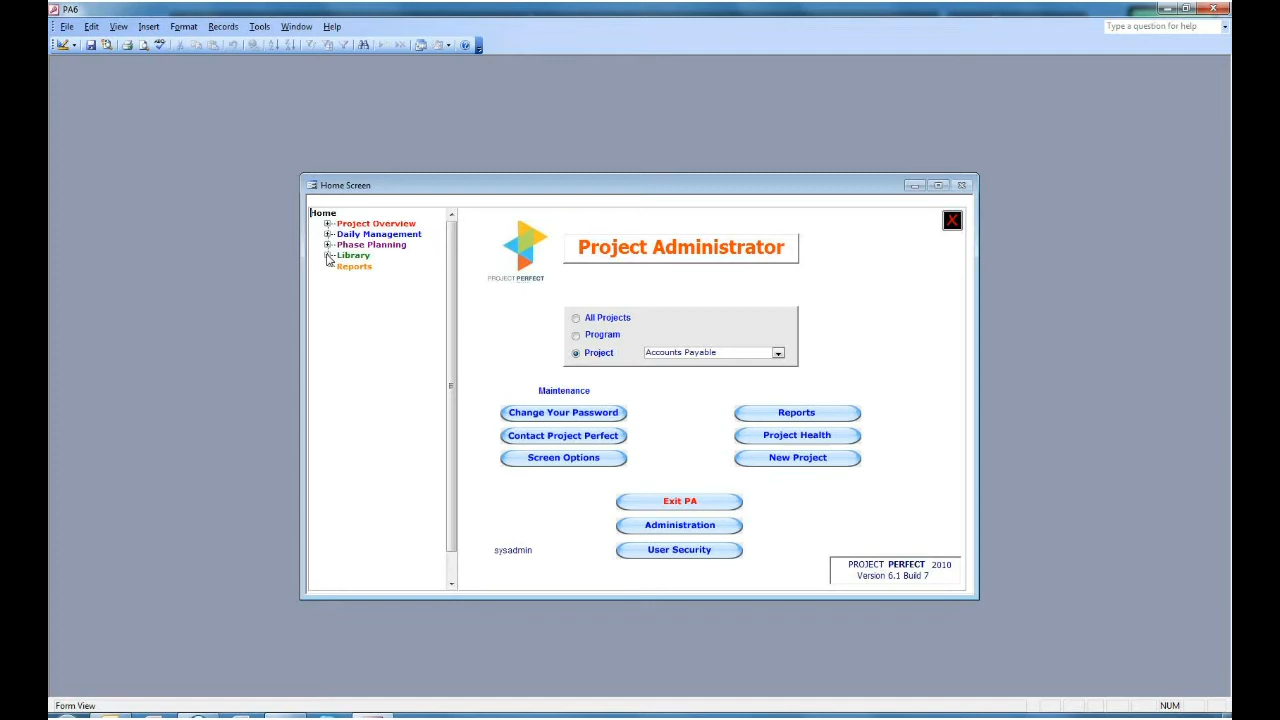 PA6
File Edit View Insert Format Records Tools Window Help
Type a question for help
Home Screen
Home
Project Overview
Daily Management
Phase Planning
Library
Reports
PROJECT PERFECT
Project Administrator
All Projects
Program
Project Accounts Payable
Maintenance
Change Your Password
Contact Project Perfect
Screen Options
Reports
Project Health
New Project
Exit PA
Administration
User Security
sysadmin
PROJECT PERFECT 2010
Version 6.1 Build 7
X
Form View
NUM